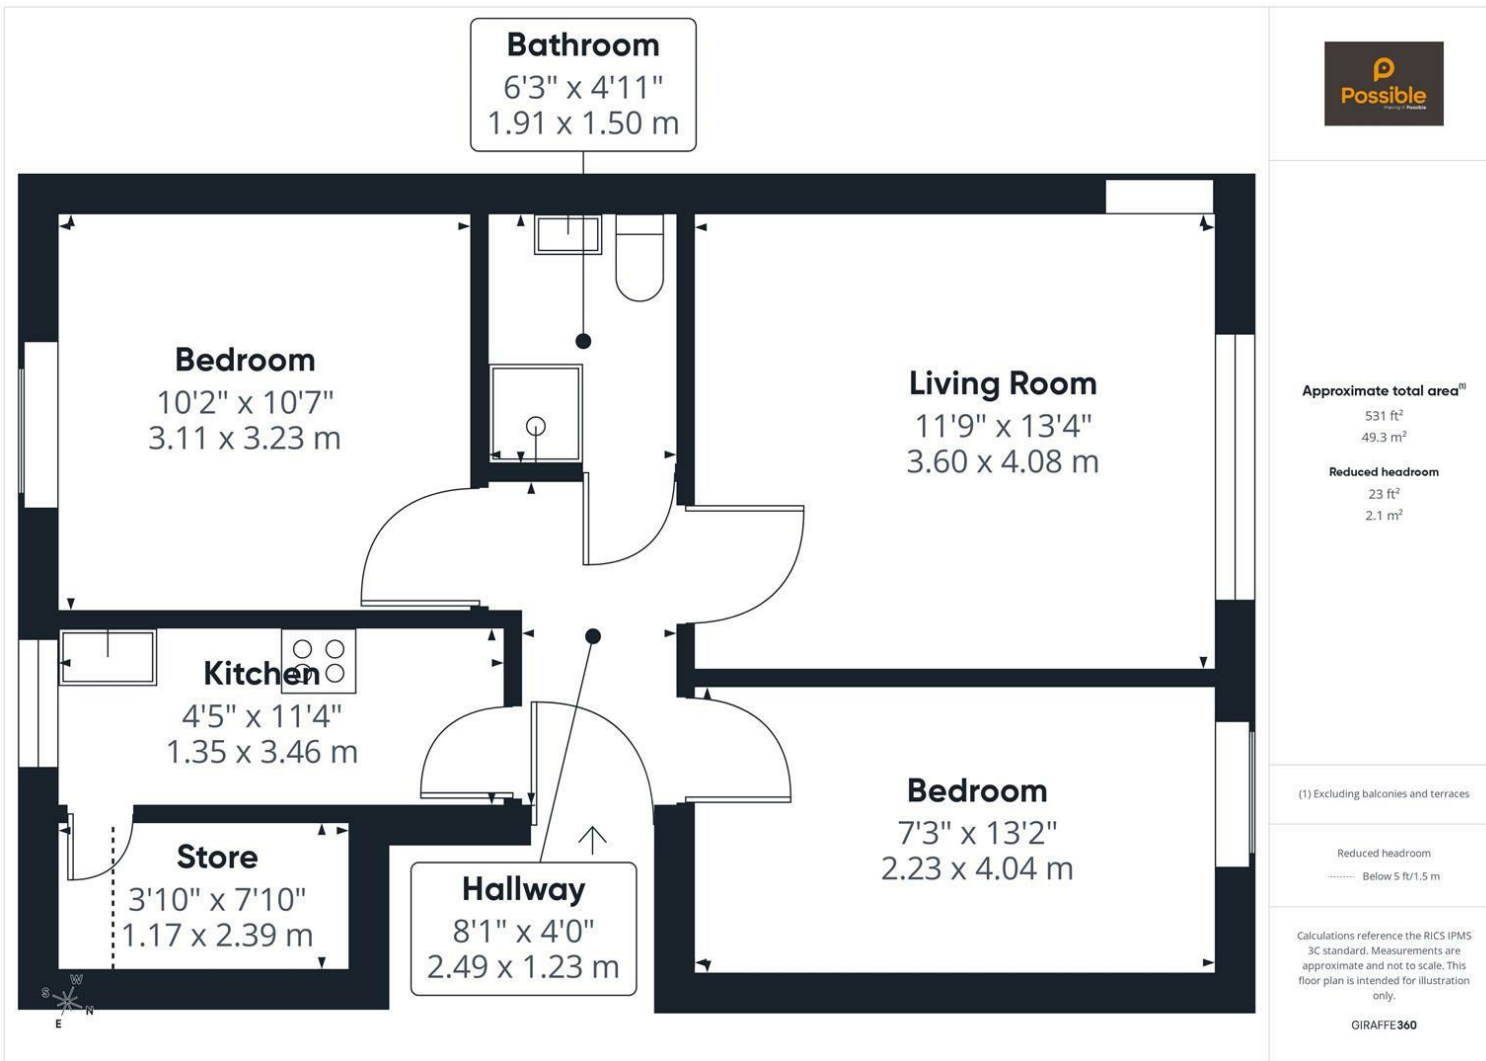 Bathroom
6'3" x 4'11"
1.91 x 1.50 m
Bedroom
10'2" x 10'7"
3.11 x 3.23 m
Living Room
11'9" x 13'4"
3.60 x 4.08 m
Kitchen
4'5" x 11'4"
1.35 x 3.46 m
Bedroom
7'3" x 13'2"
2.23 x 4.04 m
Store
3'10" x 7'10"
1.17 x 2.39 m
Hallway
8'1" x 4'0"
2.49 x 1.23 m
W
S
N
E
Possible
Approximate total area(1)
531 ft²
49.3 m²
Reduced headroom
23 ft²
2.1 m²
(1) Excluding balconies and terraces
Reduced headroom
Below 5 ft/1.5 m
Calculations reference the RICS IPMS
3C standard. Measurements are
approximate and not to scale. This
floor plan is intended for illustration
only.
GIRAFFE360